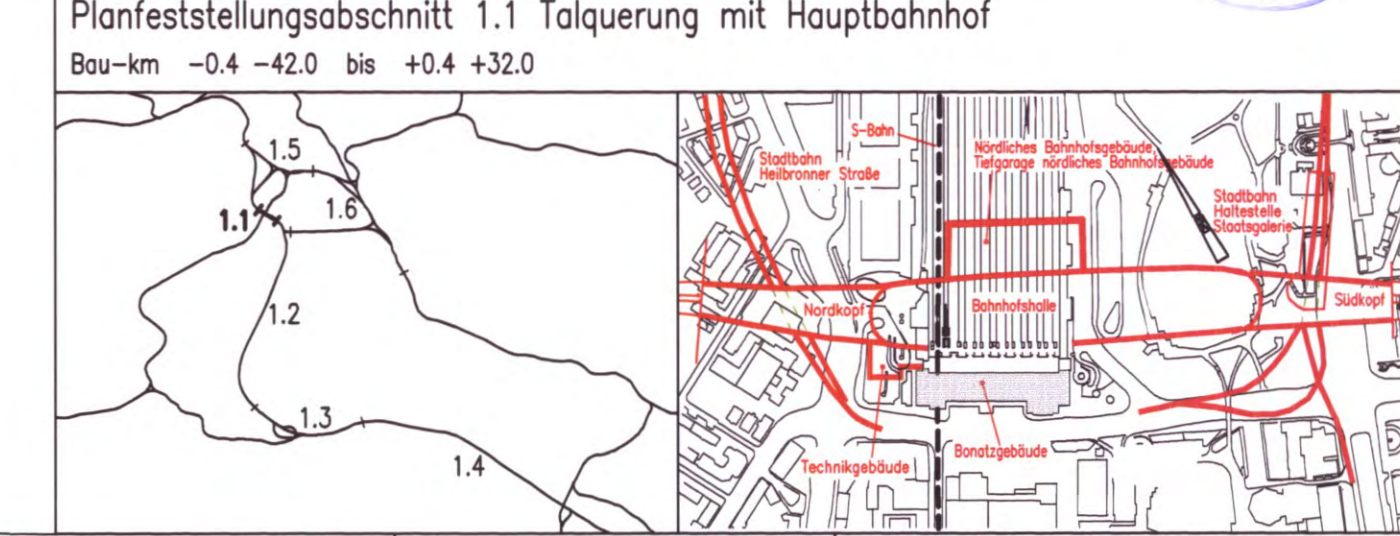 Planfeststellungsabschnitt 1.1 Talquerung mit Hauptbahnhof
Bau-km -0.4 -42.0 bis +0.4 +32.0
1.5
1.6
1.1
1.2
1.3
1.4
S-Bahn
Stadtbahn
Heilbronner Straße
Nördliches Bahnhofsgebäude,
Tiefgarage nördliches Bahnhofsgebäude
Stadtbahn
Haltestelle
Staatsgalerie
Nordkopf
Bahnhofshalle
Südkopf
Technikgebäude
Bonatzgebäude